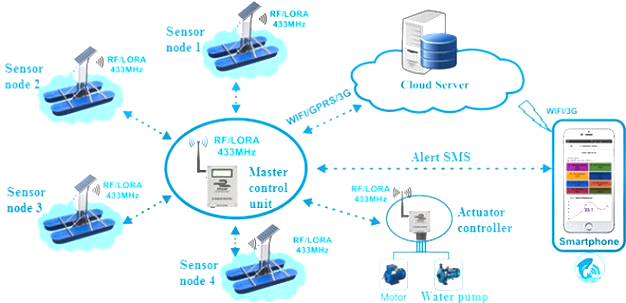 Sensor
node 1
RF/LORA
433MHz
Sensor
node 2
RF/LORA
433MHz
Cloud Server
WIFI/GPRS/3G
WIFI/3G
RF/LORA
433MHz
Master
control
unit
Alert SMS
Sensor
node 3
RF/LORA
433MHz
RF/LORA
433MHz
Actuator
controller
Smartphone
Sensor
node 4
RF/LORA
433MHz
Motor
Water pump